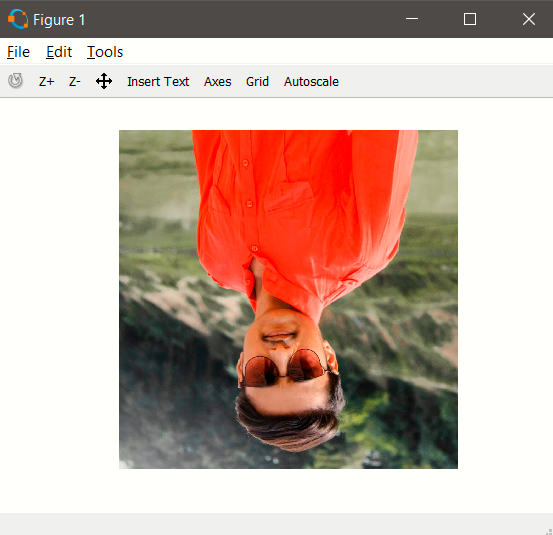 Figure 1
File Edit Tools
Z+ Z- Insert Text Axes Grid Autoscale